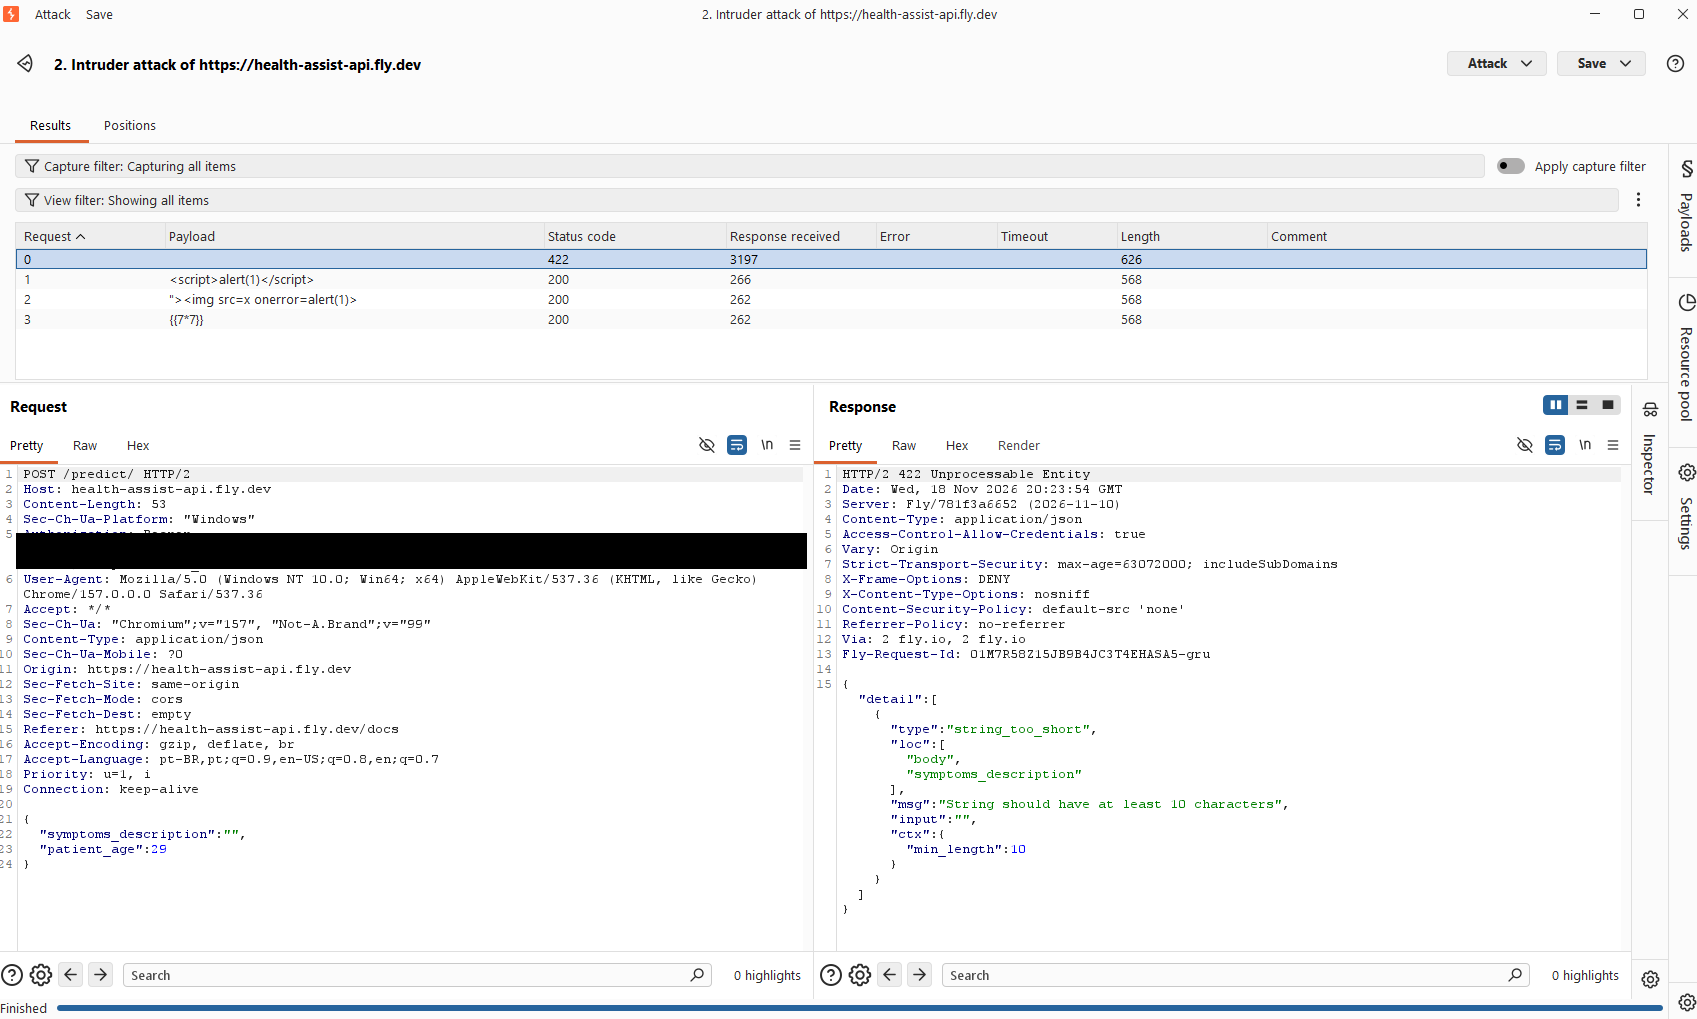 Attack Save 2. Intruder attack of https://health-assist-api.fly.dev
2. Intruder attack of https://health-assist-api.fly.dev Attack Save
Results Positions
Capture filter: Capturing all items Apply capture filter
View filter: Showing all items
Request Payload Status code Response received Error Timeout Length Comment
0 422 3197 626
1 <script>alert(1)</script> 200 266 568
2 "><img src=x onerror=alert(1)> 200 262 568
3 {{7*7}} 200 262 568
Payloads
Resource pool
Settings
Request
Pretty Raw Hex \n
1 POST /predict/ HTTP/2
2 Host: health-assist-api.fly.dev
3 Content-Length: 53
4 Sec-Ch-Ua-Platform: "Windows"
5 Authorization: Bearer
6 User-Agent: Mozilla/5.0 (Windows NT 10.0; Win64; x64) AppleWebKit/537.36 (KHTML, like Gecko)
Chrome/157.0.0.0 Safari/537.36
7 Accept: */*
8 Sec-Ch-Ua: "Chromium";v="157", "Not-A.Brand";v="99"
9 Content-Type: application/json
10 Sec-Ch-Ua-Mobile: ?0
11 Origin: https://health-assist-api.fly.dev
12 Sec-Fetch-Site: same-origin
13 Sec-Fetch-Mode: cors
14 Sec-Fetch-Dest: empty
15 Referer: https://health-assist-api.fly.dev/docs
16 Accept-Encoding: gzip, deflate, br
17 Accept-Language: pt-BR,pt;q=0.9,en-US;q=0.8,en;q=0.7
18 Priority: u=1, i
19 Connection: keep-alive
20
21 {
22 "symptoms_description":"",
23 "patient_age":29
24 }
Search 0 highlights
Response
Pretty Raw Hex Render \n
1 HTTP/2 422 Unprocessable Entity
2 Date: Wed, 18 Nov 2026 20:23:54 GMT
3 Server: Fly/781f3a6652 (2026-11-10)
4 Content-Type: application/json
5 Access-Control-Allow-Credentials: true
6 Vary: Origin
7 Strict-Transport-Security: max-age=63072000; includeSubDomains
8 X-Frame-Options: DENY
9 X-Content-Type-Options: nosniff
10 Content-Security-Policy: default-src 'none'
11 Referrer-Policy: no-referrer
12 Via: 2 fly.io, 2 fly.io
13 Fly-Request-Id: 01M7R58Z15JB9B4JC3T4EHASA5-gru
14
15 {
"detail":[
{
"type":"string_too_short",
"loc":[
"body",
"symptoms_description"
],
"msg":"String should have at least 10 characters",
"input":"",
"ctx":{
"min_length":10
}
}
]
}
Search 0 highlights
Inspector
Finished